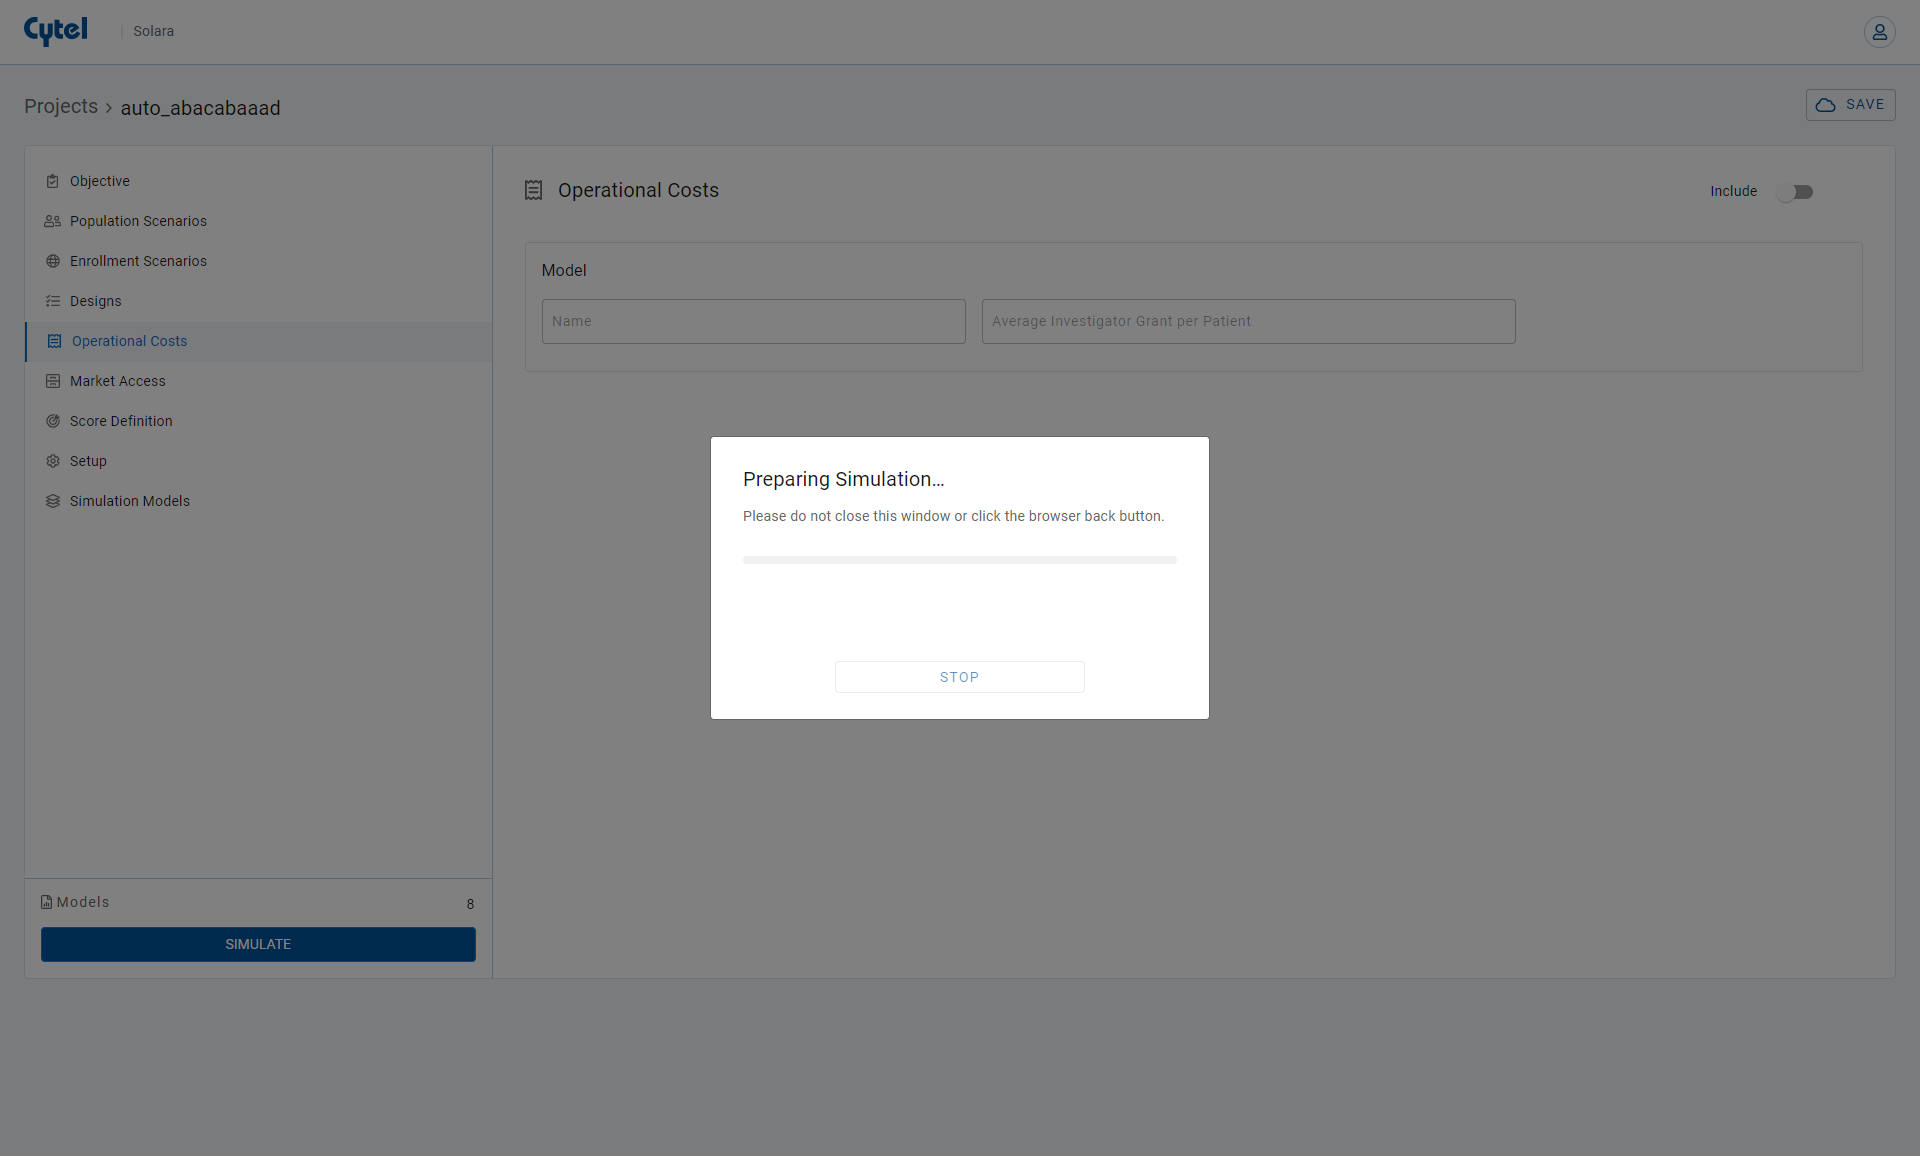 Cytel
Solara
Projects › auto_abacabaaad
SAVE
Objective
Population Scenarios
Enrollment Scenarios
Designs
Operational Costs
Market Access
Score Definition
Setup
Simulation Models
Operational Costs
Include
Model
Name
Average Investigator Grant per Patient
Preparing Simulation...
Please do not close this window or click the browser back button.
STOP
Models
8
SIMULATE